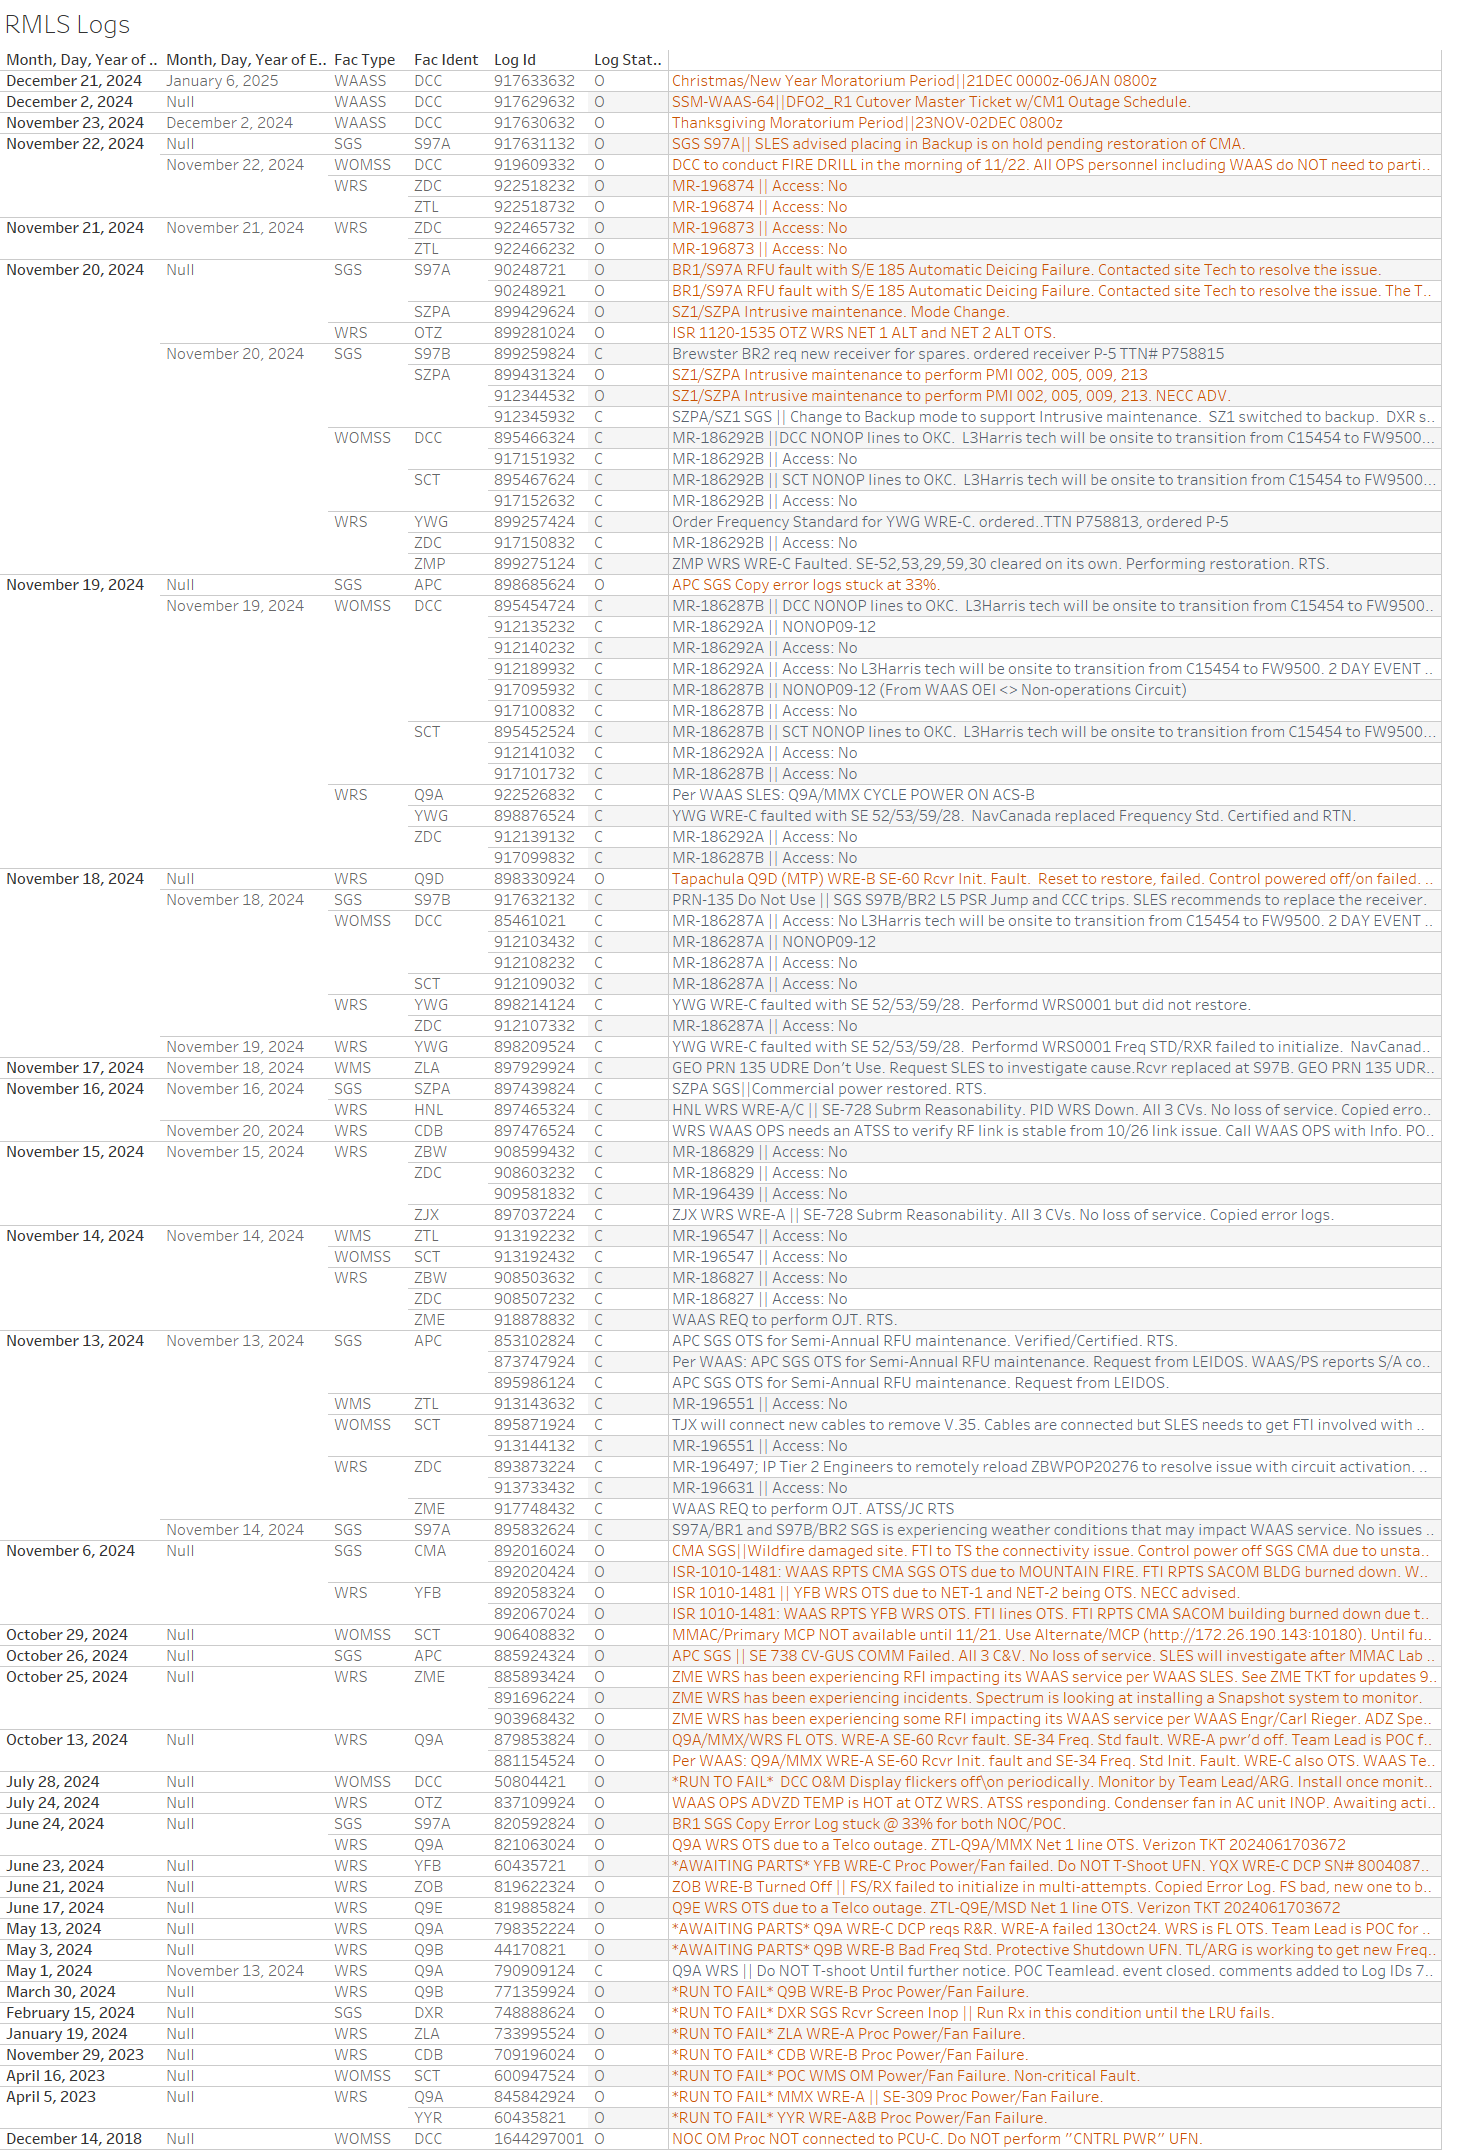 RMLS Logs
Month, Day, Year of .. Month, Day, Year of E.. Fac Type Fac Ident Log Id Log Stat..
December 21, 2024 January 6, 2025 WAASS DCC 917633632 O Christmas/New Year Moratorium Period||21DEC 0000z-06JAN 0800z
December 2, 2024 Null WAASS DCC 917629632 O SSM-WAAS-64||DFO2_R1 Cutover Master Ticket w/CM1 Outage Schedule.
November 23, 2024 December 2, 2024 WAASS DCC 917630632 O Thanksgiving Moratorium Period||23NOV-02DEC 0800z
November 22, 2024 Null SGS S97A 917631132 O SGS S97A|| SLES advised placing in Backup is on hold pending restoration of CMA.
November 22, 2024 WOMSS DCC 919609332 O DCC to conduct FIRE DRILL in the morning of 11/22. All OPS personnel including WAAS do NOT need to parti..
WRS ZDC 922518232 O MR-196874 || Access: No
ZTL 922518732 O MR-196874 || Access: No
November 21, 2024 November 21, 2024 WRS ZDC 922465732 O MR-196873 || Access: No
ZTL 922466232 O MR-196873 || Access: No
November 20, 2024 Null SGS S97A 90248721 O BR1/S97A RFU fault with S/E 185 Automatic Deicing Failure. Contacted site Tech to resolve the issue.
90248921 O BR1/S97A RFU fault with S/E 185 Automatic Deicing Failure. Contacted site Tech to resolve the issue. The T..
SZPA 899429624 O SZ1/SZPA Intrusive maintenance. Mode Change.
WRS OTZ 899281024 O ISR 1120-1535 OTZ WRS NET 1 ALT and NET 2 ALT OTS.
November 20, 2024 SGS S97B 899259824 C Brewster BR2 req new receiver for spares. ordered receiver P-5 TTN# P758815
SZPA 899431324 O SZ1/SZPA Intrusive maintenance to perform PMI 002, 005, 009, 213
912344532 O SZ1/SZPA Intrusive maintenance to perform PMI 002, 005, 009, 213. NECC ADV.
912345932 C SZPA/SZ1 SGS || Change to Backup mode to support Intrusive maintenance.  SZ1 switched to backup.  DXR s..
WOMSS DCC 895466324 C MR-186292B ||DCC NONOP lines to OKC.  L3Harris tech will be onsite to transition from C15454 to FW9500...
917151932 C MR-186292B || Access: No
SCT 895467624 C MR-186292B || SCT NONOP lines to OKC.  L3Harris tech will be onsite to transition from C15454 to FW9500...
917152632 C MR-186292B || Access: No
WRS YWG 899257424 C Order Frequency Standard for YWG WRE-C. ordered..TTN P758813, ordered P-5
ZDC 917150832 C MR-186292B || Access: No
ZMP 899275124 C ZMP WRS WRE-C Faulted. SE-52,53,29,59,30 cleared on its own. Performing restoration. RTS.
November 19, 2024 Null SGS APC 898685624 O APC SGS Copy error logs stuck at 33%.
November 19, 2024 WOMSS DCC 895454724 C MR-186287B || DCC NONOP lines to OKC.  L3Harris tech will be onsite to transition from C15454 to FW9500..
912135232 C MR-186292A || NONOP09-12
912140232 C MR-186292A || Access: No
912189932 C MR-186292A || Access: No L3Harris tech will be onsite to transition from C15454 to FW9500. 2 DAY EVENT ..
917095932 C MR-186287B || NONOP09-12 (From WAAS OEI <> Non-operations Circuit)
917100832 C MR-186287B || Access: No
SCT 895452524 C MR-186287B || SCT NONOP lines to OKC.  L3Harris tech will be onsite to transition from C15454 to FW9500...
912141032 C MR-186292A || Access: No
917101732 C MR-186287B || Access: No
WRS Q9A 922526832 C Per WAAS SLES: Q9A/MMX CYCLE POWER ON ACS-B
YWG 898876524 C YWG WRE-C faulted with SE 52/53/59/28.  NavCanada replaced Frequency Std. Certified and RTN.
ZDC 912139132 C MR-186292A || Access: No
917099832 C MR-186287B || Access: No
November 18, 2024 Null WRS Q9D 898330924 O Tapachula Q9D (MTP) WRE-B SE-60 Rcvr Init. Fault.  Reset to restore, failed. Control powered off/on failed. ..
November 18, 2024 SGS S97B 917632132 C PRN-135 Do Not Use || SGS S97B/BR2 L5 PSR Jump and CCC trips. SLES recommends to replace the receiver.
WOMSS DCC 85461021 C MR-186287A || Access: No L3Harris tech will be onsite to transition from C15454 to FW9500. 2 DAY EVENT ..
912103432 C MR-186287A || NONOP09-12
912108232 C MR-186287A || Access: No
SCT 912109032 C MR-186287A || Access: No
WRS YWG 898214124 C YWG WRE-C faulted with SE 52/53/59/28.  Performd WRS0001 but did not restore.
ZDC 912107332 C MR-186287A || Access: No
November 19, 2024 WRS YWG 898209524 C YWG WRE-C faulted with SE 52/53/59/28.  Performd WRS0001 Freq STD/RXR failed to initialize.  NavCanad..
November 17, 2024 November 18, 2024 WMS ZLA 897929924 C GEO PRN 135 UDRE Don't Use. Request SLES to investigate cause.Rcvr replaced at S97B. GEO PRN 135 UDR..
November 16, 2024 November 16, 2024 SGS SZPA 897439824 C SZPA SGS||Commercial power restored. RTS.
WRS HNL 897465324 C HNL WRS WRE-A/C || SE-728 Subrm Reasonability. PID WRS Down. All 3 CVs. No loss of service. Copied erro..
November 20, 2024 WRS CDB 897476524 C WRS WAAS OPS needs an ATSS to verify RF link is stable from 10/26 link issue. Call WAAS OPS with Info. PO..
November 15, 2024 November 15, 2024 WRS ZBW 908599432 C MR-186829 || Access: No
ZDC 908603232 C MR-186829 || Access: No
909581832 C MR-196439 || Access: No
ZJX 897037224 C ZJX WRS WRE-A || SE-728 Subrm Reasonability. All 3 CVs. No loss of service. Copied error logs.
November 14, 2024 November 14, 2024 WMS ZTL 913192232 C MR-196547 || Access: No
WOMSS SCT 913192432 C MR-196547 || Access: No
WRS ZBW 908503632 C MR-186827 || Access: No
ZDC 908507232 C MR-186827 || Access: No
ZME 918878832 C WAAS REQ to perform OJT. RTS.
November 13, 2024 November 13, 2024 SGS APC 853102824 C APC SGS OTS for Semi-Annual RFU maintenance. Verified/Certified. RTS.
873747924 C Per WAAS: APC SGS OTS for Semi-Annual RFU maintenance. Request from LEIDOS. WAAS/PS reports S/A co..
895986124 C APC SGS OTS for Semi-Annual RFU maintenance. Request from LEIDOS.
WMS ZTL 913143632 C MR-196551 || Access: No
WOMSS SCT 895871924 C TJX will connect new cables to remove V.35. Cables are connected but SLES needs to get FTI involved with ..
913144132 C MR-196551 || Access: No
WRS ZDC 893873224 C MR-196497; IP Tier 2 Engineers to remotely reload ZBWPOP20276 to resolve issue with circuit activation. ..
913733432 C MR-196631 || Access: No
ZME 917748432 C WAAS REQ to perform OJT. ATSS/JC RTS
November 14, 2024 SGS S97A 895832624 C S97A/BR1 and S97B/BR2 SGS is experiencing weather conditions that may impact WAAS service. No issues ..
November 6, 2024 Null SGS CMA 892016024 O CMA SGS||Wildfire damaged site. FTI to TS the connectivity issue. Control power off SGS CMA due to unsta..
892020424 O ISR-1010-1481: WAAS RPTS CMA SGS OTS due to MOUNTAIN FIRE. FTI RPTS SACOM BLDG burned down. W..
WRS YFB 892058324 O ISR 1010-1481 || YFB WRS OTS due to NET-1 and NET-2 being OTS. NECC advised.
892067024 O ISR 1010-1481: WAAS RPTS YFB WRS OTS. FTI lines OTS. FTI RPTS CMA SACOM building burned down due t..
October 29, 2024 Null WOMSS SCT 906408832 O MMAC/Primary MCP NOT available until 11/21. Use Alternate/MCP (http://172.26.190.143:10180). Until fu..
October 26, 2024 Null SGS APC 885924324 O APC SGS || SE 738 CV-GUS COMM Failed. All 3 C&V. No loss of service. SLES will investigate after MMAC Lab ..
October 25, 2024 Null WRS ZME 885893424 O ZME WRS has been experiencing RFI impacting its WAAS service per WAAS SLES. See ZME TKT for updates 9..
891696224 O ZME WRS has been experiencing incidents. Spectrum is looking at installing a Snapshot system to monitor.
903968432 O ZME WRS has been experiencing some RFI impacting its WAAS service per WAAS Engr/Carl Rieger. ADZ Spe..
October 13, 2024 Null WRS Q9A 879853824 O Q9A/MMX/WRS FL OTS. WRE-A SE-60 Rcvr fault. SE-34 Freq. Std fault. WRE-A pwr'd off. Team Lead is POC f..
881154524 O Per WAAS: Q9A/MMX WRE-A SE-60 Rcvr Init. fault and SE-34 Freq. Std Init. Fault. WRE-C also OTS. WAAS Te..
July 28, 2024 Null WOMSS DCC 50804421 O *RUN TO FAIL*  DCC O&M Display flickers off\on periodically. Monitor by Team Lead/ARG. Install once monit..
July 24, 2024 Null WRS OTZ 837109924 O WAAS OPS ADVZD TEMP is HOT at OTZ WRS. ATSS responding. Condenser fan in AC unit INOP. Awaiting acti..
June 24, 2024 Null SGS S97A 820592824 O BR1 SGS Copy Error Log stuck @ 33% for both NOC/POC.
WRS Q9A 821063024 O Q9A WRS OTS due to a Telco outage. ZTL-Q9A/MMX Net 1 line OTS. Verizon TKT 2024061703672
June 23, 2024 Null WRS YFB 60435721 O *AWAITING PARTS* YFB WRE-C Proc Power/Fan failed. Do NOT T-Shoot UFN. YQX WRE-C DCP SN# 8004087..
June 21, 2024 Null WRS ZOB 819622324 O ZOB WRE-B Turned Off || FS/RX failed to initialize in multi-attempts. Copied Error Log. FS bad, new one to b..
June 17, 2024 Null WRS Q9E 819885824 O Q9E WRS OTS due to a Telco outage. ZTL-Q9E/MSD Net 1 line OTS. Verizon TKT 2024061703672
May 13, 2024 Null WRS Q9A 798352224 O *AWAITING PARTS* Q9A WRE-C DCP reqs R&R. WRE-A failed 13Oct24. WRS is FL OTS. Team Lead is POC for ..
May 3, 2024 Null WRS Q9B 44170821 O *AWAITING PARTS* Q9B WRE-B Bad Freq Std. Protective Shutdown UFN. TL/ARG is working to get new Freq..
May 1, 2024 November 13, 2024 WRS Q9A 790909124 C Q9A WRS || Do NOT T-shoot Until further notice. POC Teamlead. event closed. comments added to Log IDs 7..
March 30, 2024 Null WRS Q9B 771359924 O *RUN TO FAIL* Q9B WRE-B Proc Power/Fan Failure.
February 15, 2024 Null SGS DXR 748888624 O *RUN TO FAIL* DXR SGS Rcvr Screen Inop || Run Rx in this condition until the LRU fails.
January 19, 2024 Null WRS ZLA 733995524 O *RUN TO FAIL* ZLA WRE-A Proc Power/Fan Failure.
November 29, 2023 Null WRS CDB 709196024 O *RUN TO FAIL* CDB WRE-B Proc Power/Fan Failure.
April 16, 2023 Null WOMSS SCT 600947524 O *RUN TO FAIL* POC WMS OM Power/Fan Failure. Non-critical Fault.
April 5, 2023 Null WRS Q9A 845842924 O *RUN TO FAIL* MMX WRE-A || SE-309 Proc Power/Fan Failure.
YYR 60435821 O *RUN TO FAIL* YYR WRE-A&B Proc Power/Fan Failure.
December 14, 2018 Null WOMSS DCC 1644297001 O NOC OM Proc NOT connected to PCU-C. Do NOT perform "CNTRL PWR" UFN.